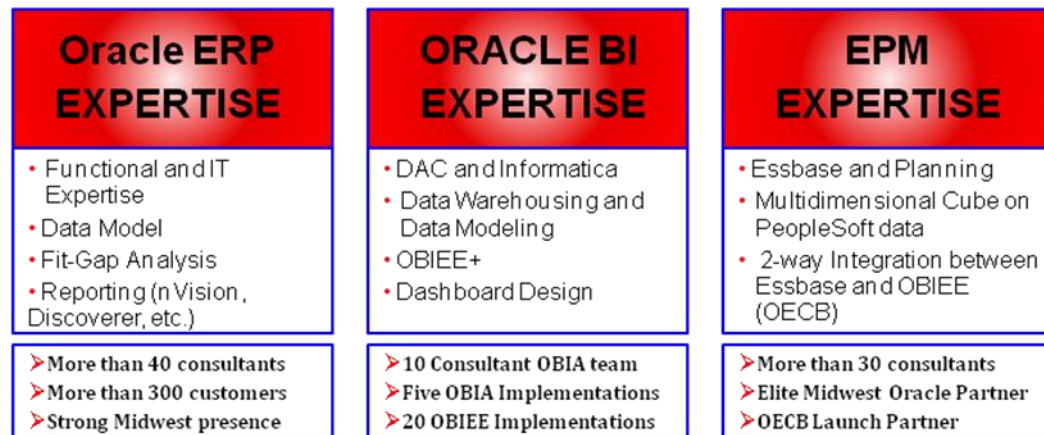 Oracle ERP
EXPERTISE
• Functional and IT
Expertise
• Data Model
• Fit-Gap Analysis
• Reporting (nVision,
Discoverer, etc.)
➢More than 40 consultants
➢More than 300 customers
➢Strong Midwest presence
ORACLE BI
EXPERTISE
• DAC and Informatica
• Data Warehousing and
Data Modeling
• OBIEE+
• Dashboard Design
➢10 Consultant OBIA team
➢Five OBIA Implementations
➢20 OBIEE Implementations
EPM
EXPERTISE
• Essbase and Planning
• Multidimensional Cube on
PeopleSoft data
• 2-way Integration between
Essbase and OBIEE
(OECB)
➢More than 30 consultants
➢Elite Midwest Oracle Partner
➢OECB Launch Partner